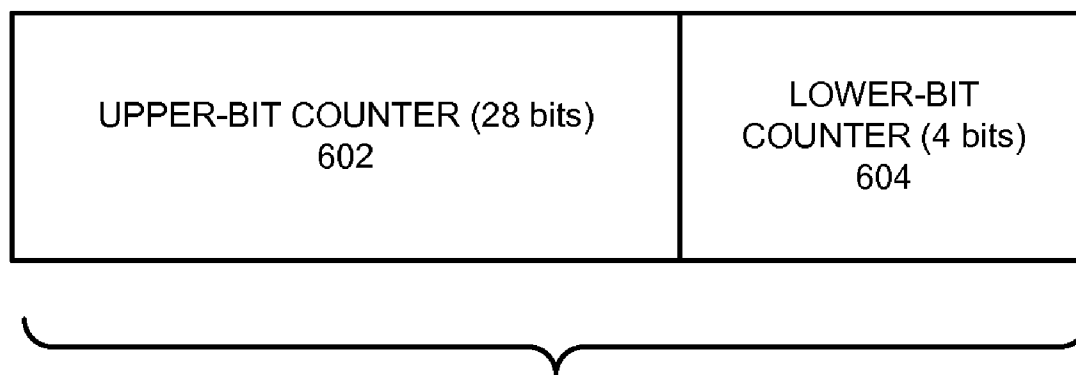 UPPER-BIT COUNTER (28 bits)
602
LOWER-BIT
COUNTER (4 bits)
604